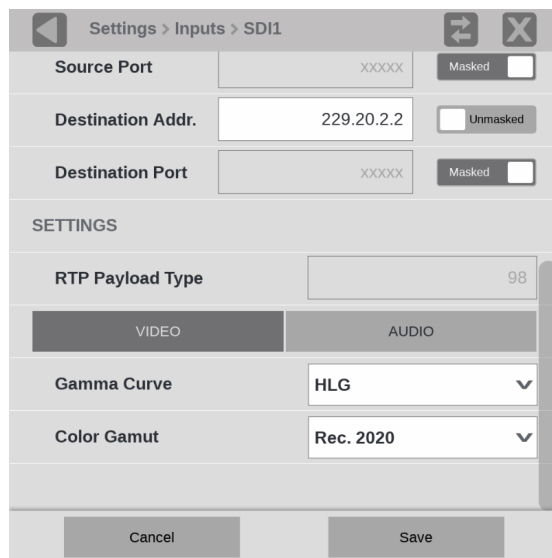 Settings > Inputs > SDI1
X
Source Port xxxxx Masked
Destination Addr. 229.20.2.2 Unmasked
Destination Port xxxxx Masked
SETTINGS
RTP Payload Type 98
VIDEO AUDIO
Gamma Curve HLG
Color Gamut Rec. 2020
Cancel Save